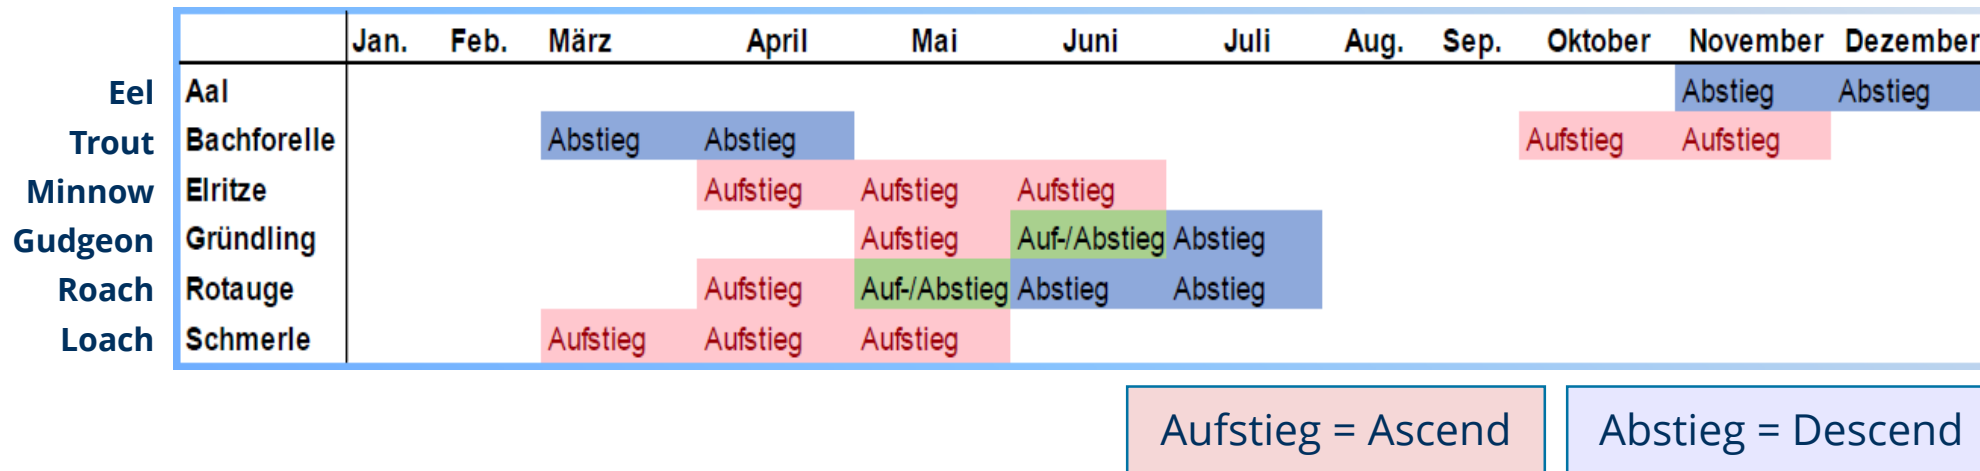 Jan. Feb. März April Mai Juni Juli Aug. Sep. Oktober November Dezember
Eel Aal Abstieg Abstieg
Trout Bachforelle Abstieg Abstieg Aufstieg Aufstieg
Minnow Elritze Aufstieg Aufstieg Aufstieg
Gudgeon Gründling Aufstieg Auf-/Abstieg Abstieg
Roach Rotauge Aufstieg Auf-/Abstieg Abstieg Abstieg
Loach Schmerle Aufstieg Aufstieg Aufstieg
Aufstieg = Ascend Abstieg = Descend